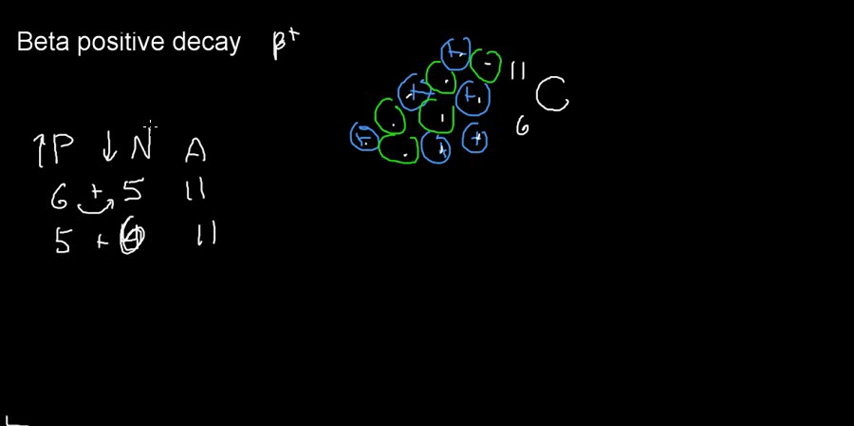 Beta positive decay β+
11
C
6
↑P ↓N A
6 + 5 11
5 + 6 11